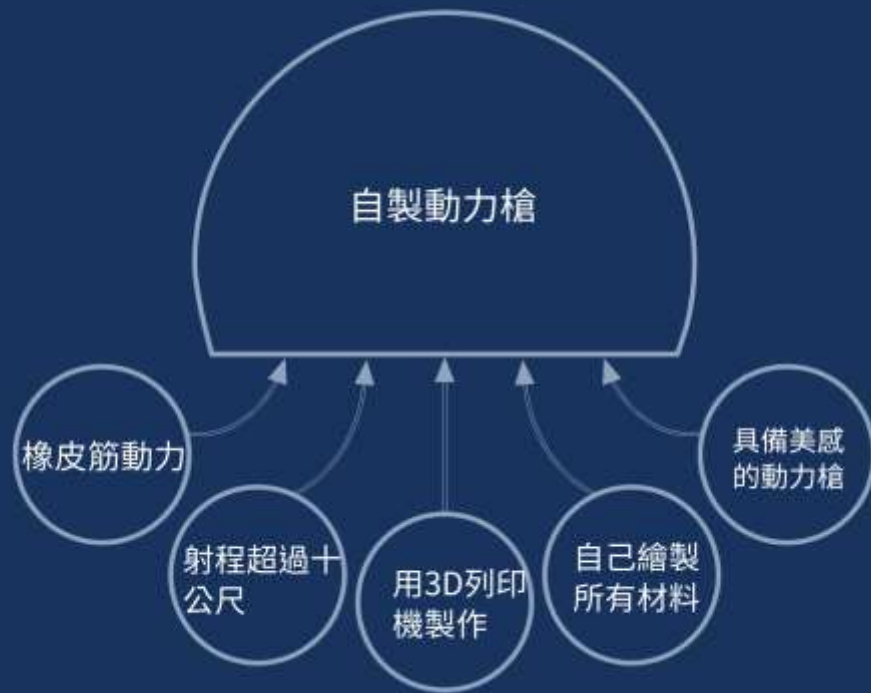 自製動力槍
橡皮筋動力
射程超過十
公尺
用3D列印
機製作
自己繪製
所有材料
具備美感
的動力槍